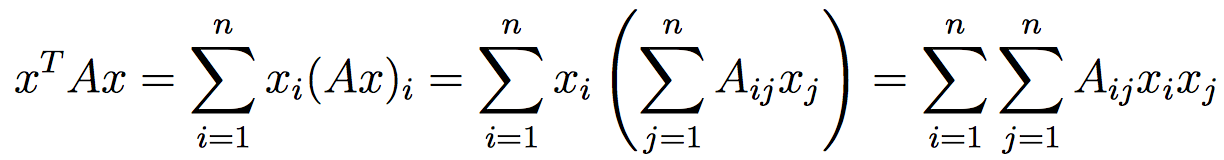 $x^T A x = \sum_{i=1}^{n} x_i (Ax)_i = \sum_{i=1}^{n} x_i \left( \sum_{j=1}^{n} A_{ij} x_j \right) = \sum_{i=1}^{n} \sum_{j=1}^{n} A_{ij} x_i x_j$